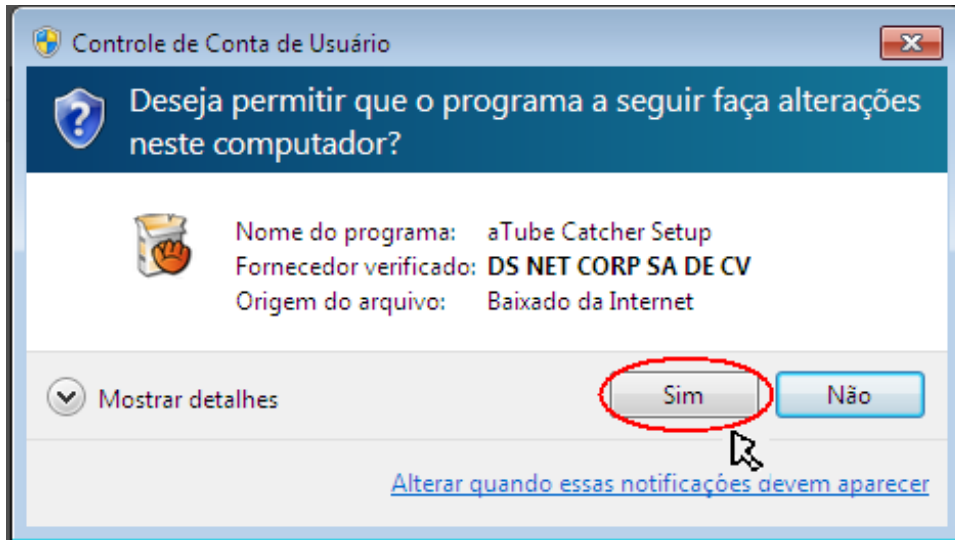 Controle de Conta de Usuário
Deseja permitir que o programa a seguir faça alterações
neste computador?
Nome do programa: aTube Catcher Setup
Fornecedor verificado: DS NET CORP SA DE CV
Origem do arquivo: Baixado da Internet
Mostrar detalhes
Sim
Não
Alterar quando essas notificações devem aparecer